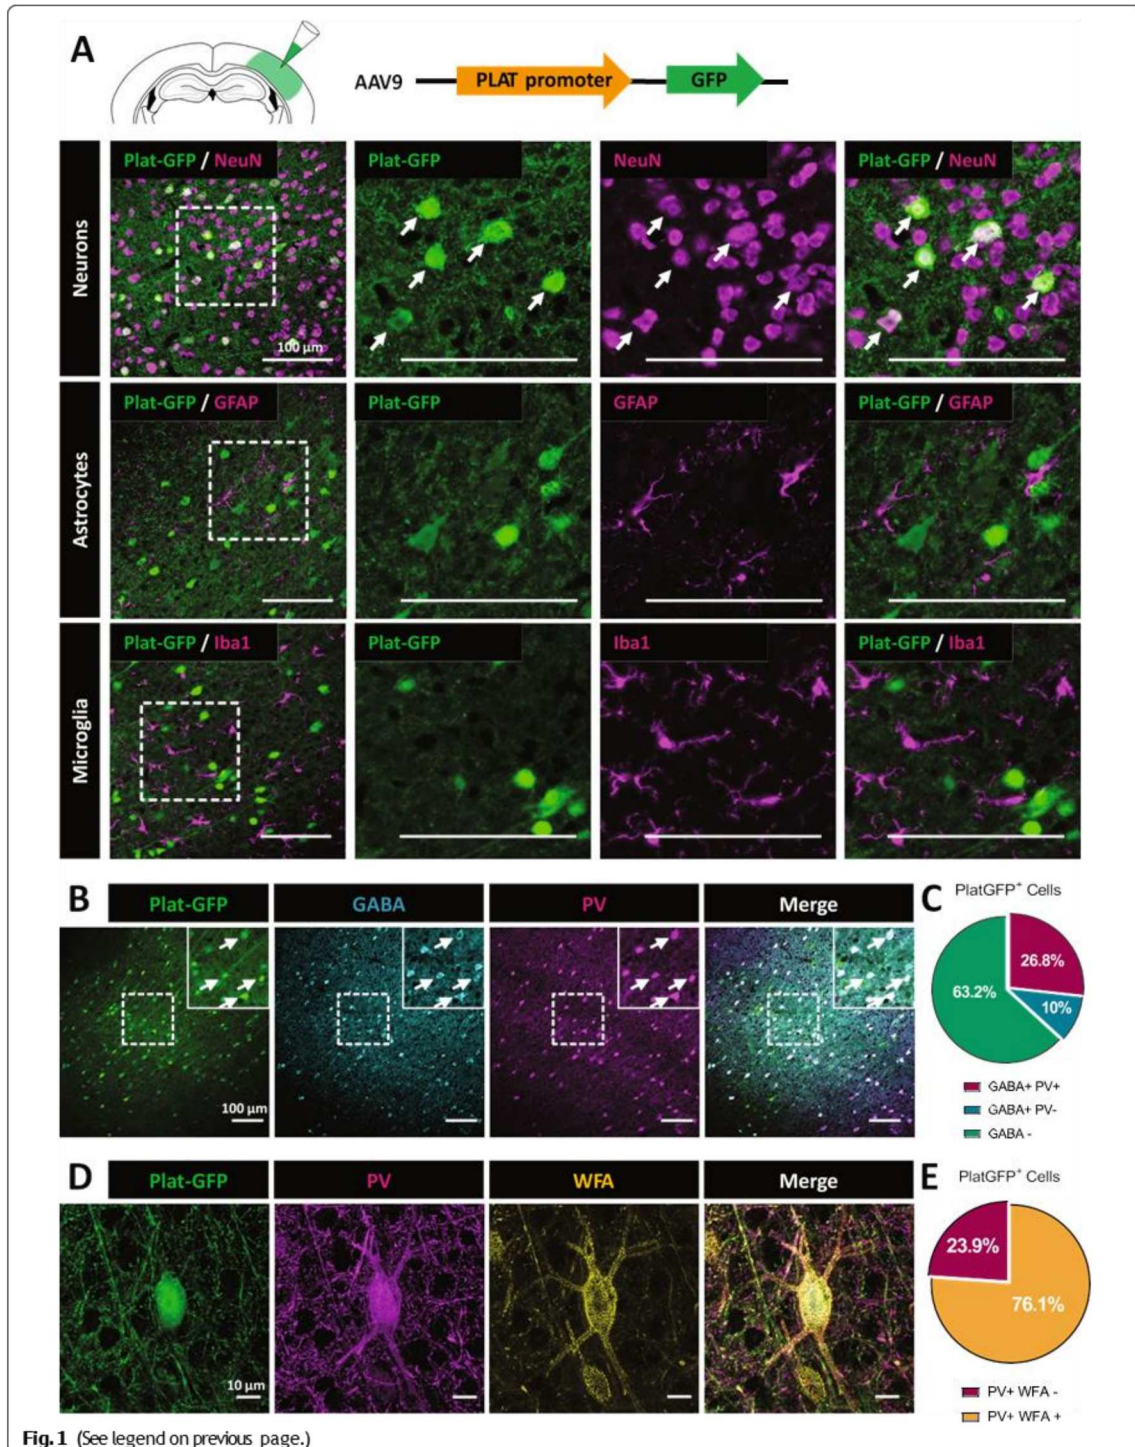 A
AAV9 PLAT promoter GFP
Neurons
Plat-GFP / NeuN Plat-GFP NeuN Plat-GFP / NeuN
100 µm
Astrocytes
Plat-GFP / GFAP Plat-GFP GFAP Plat-GFP / GFAP
Microglia
Plat-GFP / Iba1 Plat-GFP Iba1 Plat-GFP / Iba1
B Plat-GFP GABA PV Merge
100 µm
C PlatGFP+ Cells
26.8%
63.2%
10%
GABA+ PV+
GABA+ PV-
GABA -
D Plat-GFP PV WFA Merge
10 µm
E PlatGFP+ Cells
23.9%
76.1%
PV+ WFA -
PV+ WFA +
Fig. 1 (See legend on previous page.)